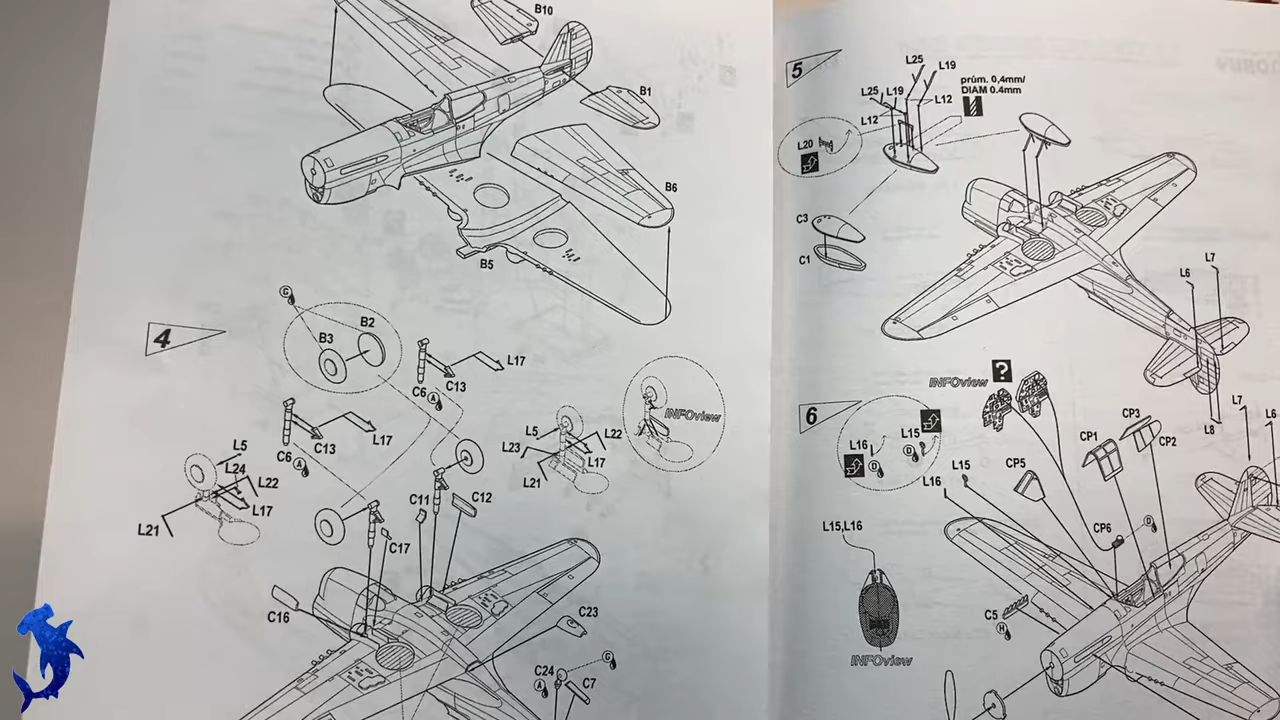 B10
B1
B6
B5
4
G
B2
B3
L17
C13
C6
A
C13
L17
C6
A
L5
L24
L22
L17
L21
L5
L23
L22
L17
L21
INFOview
C11
C12
C17
C16
C23
C24
G
A
C7
5
L25
L19
prům. 0,4mm/
DIAM 0.4mm
L25
L19
L12
L12
L20
C3
C1
L6
L7
L8
6
INFOview
?
L16
L15
D
D
CP3
CP1
CP2
L7
L6
L15
CP5
L16
CP6
D
L15,L16
C5
H
INFOview